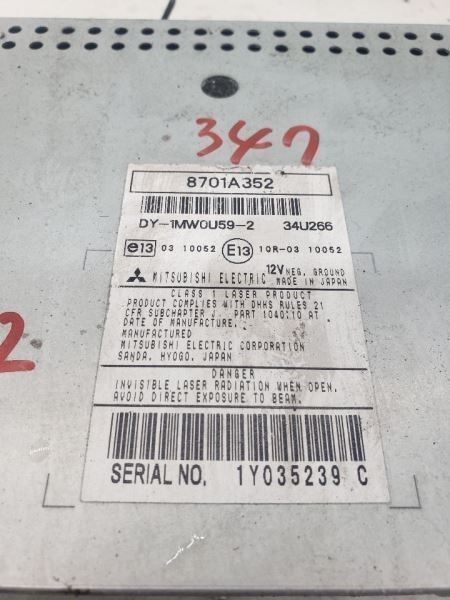 347
8701A352
DY-1MW0U59-2 34U266
e13 03 10052 E13 10R-03 10052
12V NEG. GROUND
MITSUBISHI ELECTRIC MADE IN JAPAN
CLASS 1 LASER PRODUCT
PRODUCT COMPLIES WITH DHHS RULES 21
CFR SUBCHAPTER J. PART 1040:10 AT
DATE OF MANUFACTURE.
MANUFACTURED
MITSUBISHI ELECTRIC CORPORATION
SANDA, HYOGO, JAPAN
2
DANGER
INVISIBLE LASER RADIATION WHEN OPEN.
AVOID DIRECT EXPOSURE TO BEAM.
SERIAL NO. 1Y035239 C